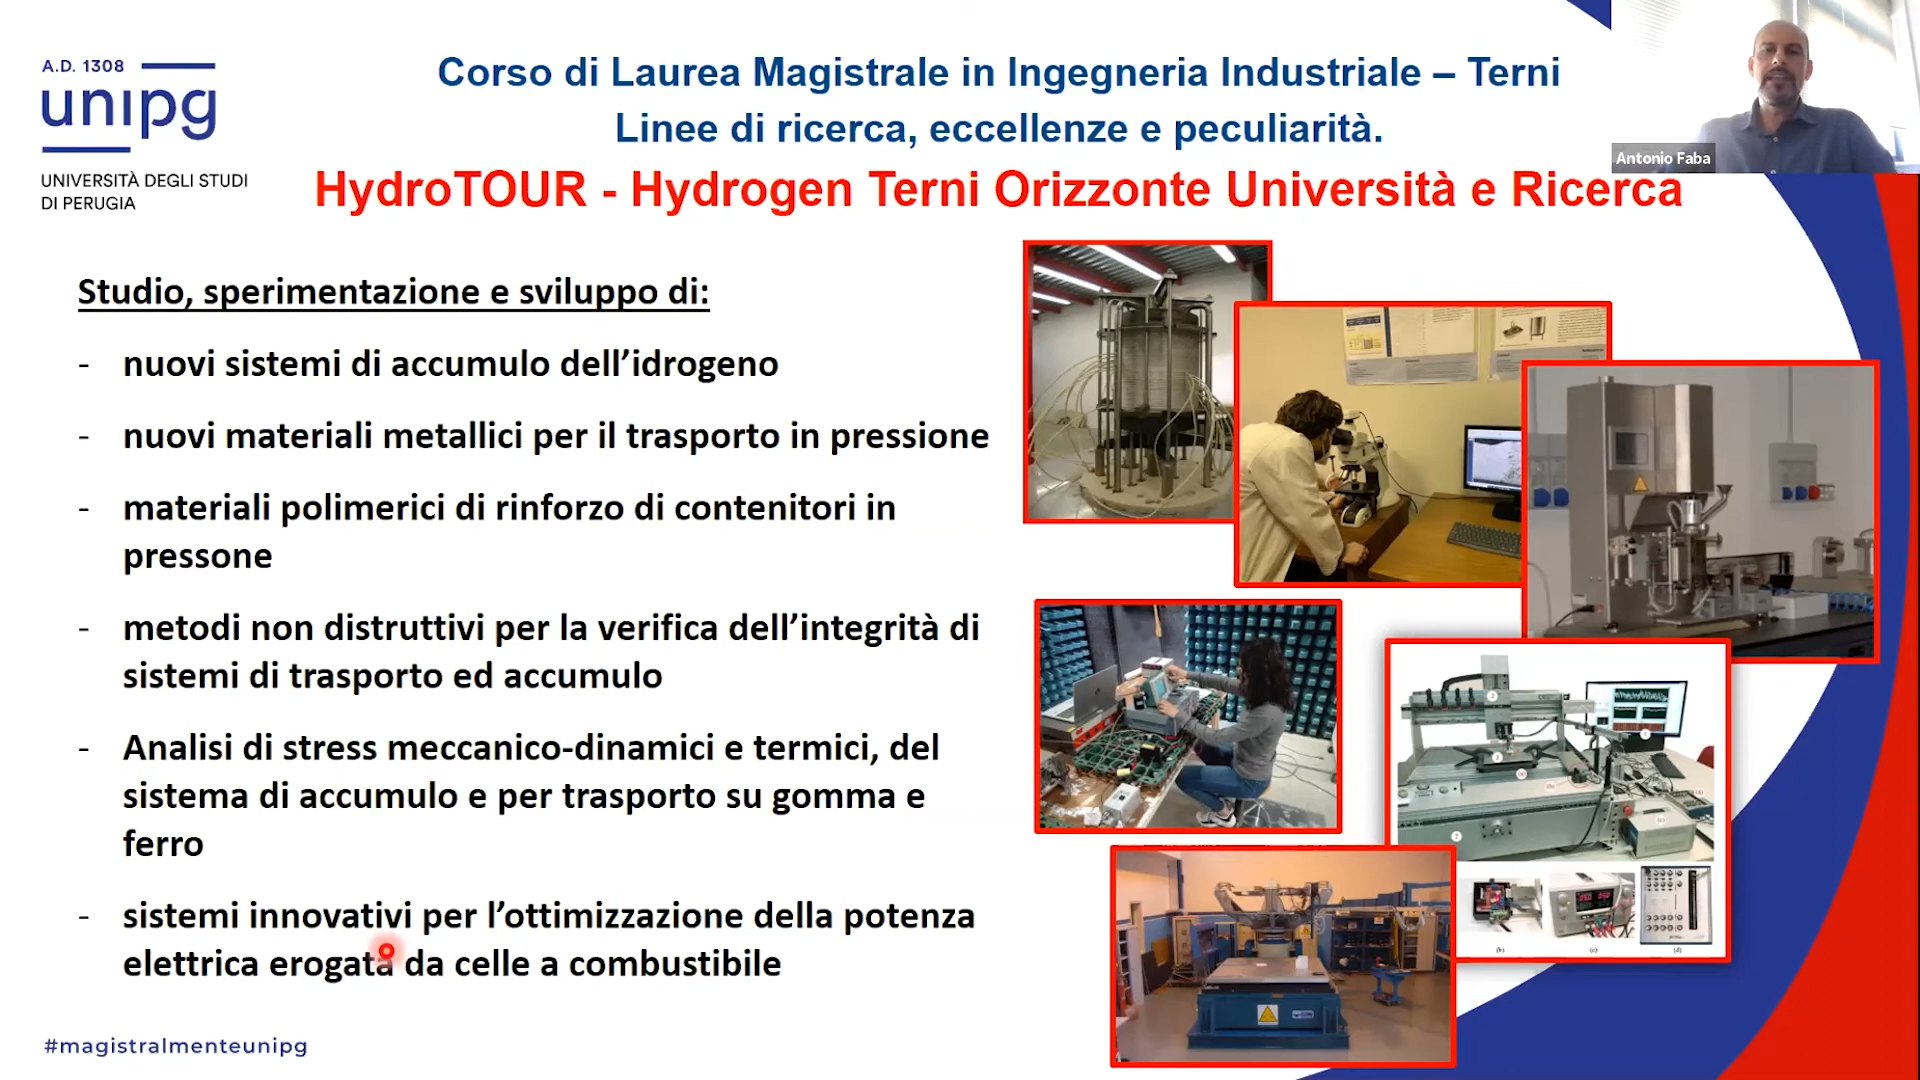 A.D. 1308
unipg
UNIVERSITÀ DEGLI STUDI
DI PERUGIA
Corso di Laurea Magistrale in Ingegneria Industriale – Terni
Linee di ricerca, eccellenze e peculiarità.
HydroTOUR - Hydrogen Terni Orizzonte Università e Ricerca
Antonio Faba
Studio, sperimentazione e sviluppo di:
- nuovi sistemi di accumulo dell’idrogeno
- nuovi materiali metallici per il trasporto in pressione
- materiali polimerici di rinforzo di contenitori in
pressone
- metodi non distruttivi per la verifica dell’integrità di
sistemi di trasporto ed accumulo
- Analisi di stress meccanico-dinamici e termici, del
sistema di accumulo e per trasporto su gomma e
ferro
- sistemi innovativi per l’ottimizzazione della potenza
elettrica erogata da celle a combustibile
(b) (c) (d)
#magistralmenteunipg